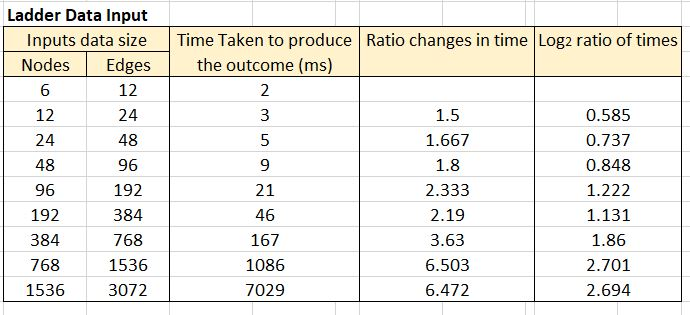 Ladder Data Input
Inputs data size Time Taken to produce the outcome (ms) Ratio changes in time Log2 ratio of times
Nodes Edges
6 12 2
12 24 3 1.5 0.585
24 48 5 1.667 0.737
48 96 9 1.8 0.848
96 192 21 2.333 1.222
192 384 46 2.19 1.131
384 768 167 3.63 1.86
768 1536 1086 6.503 2.701
1536 3072 7029 6.472 2.694